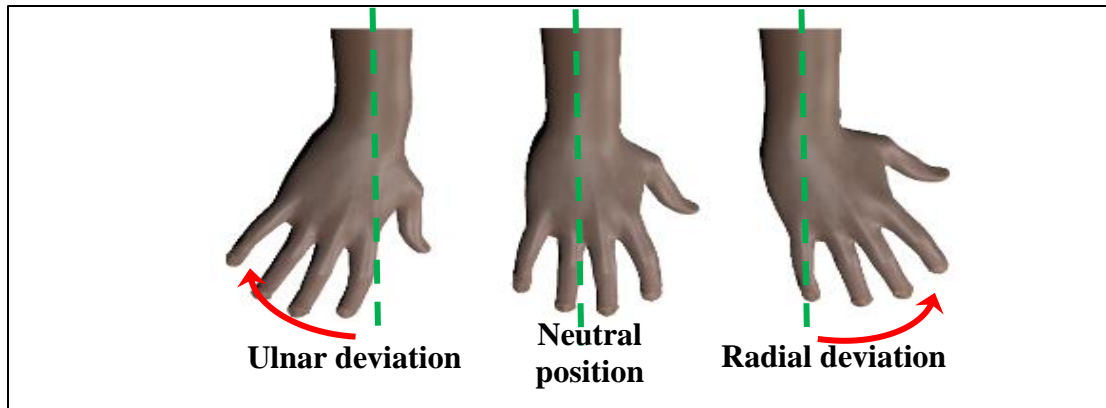 Ulnar deviation
Neutral
position
Radial deviation